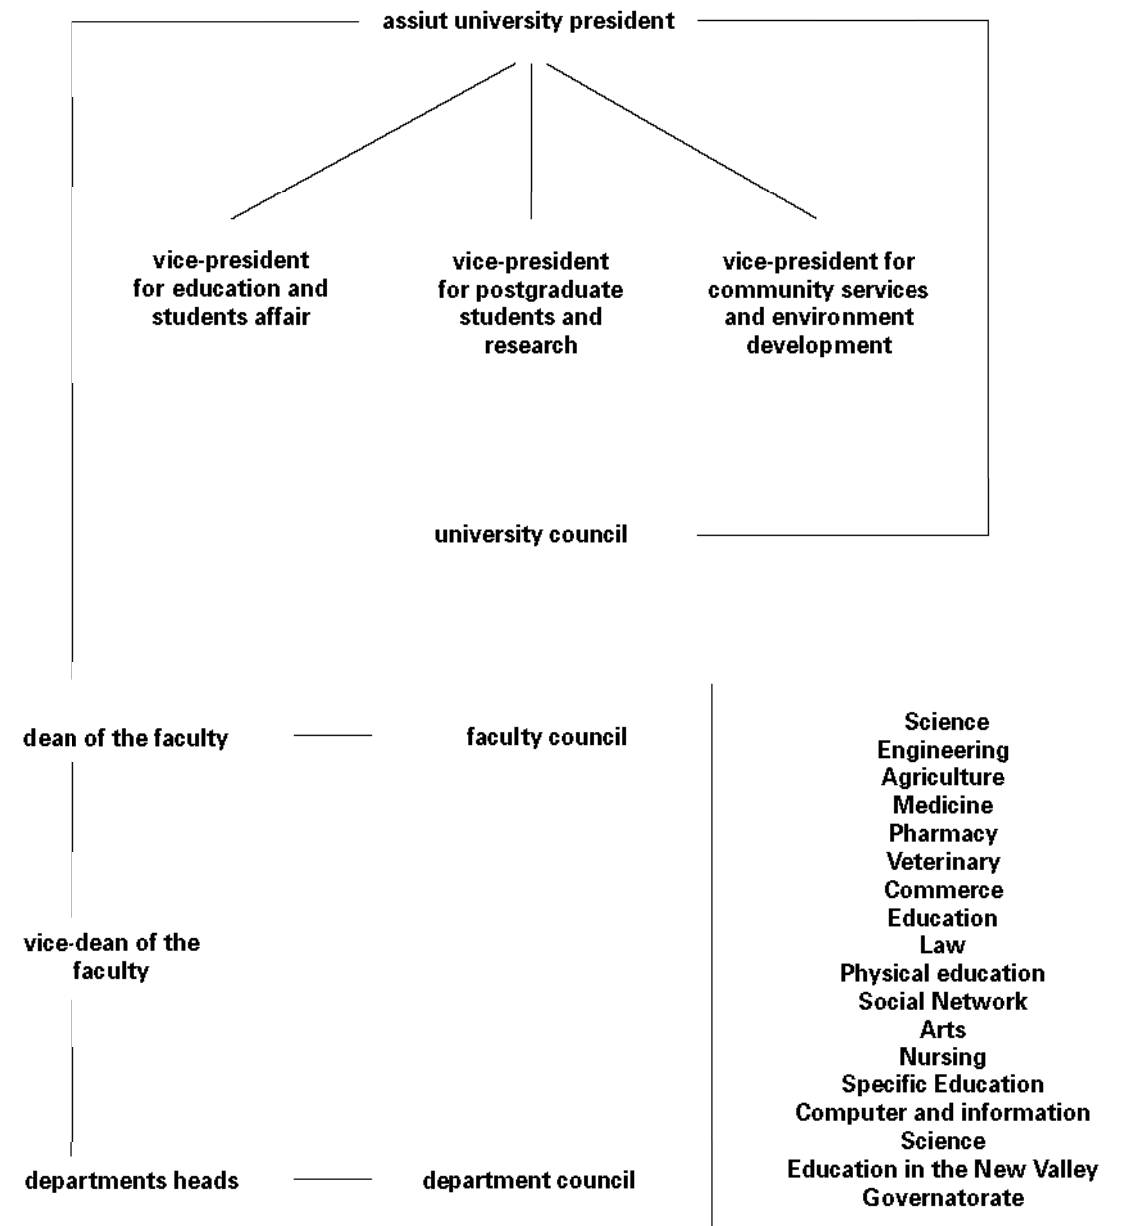 assiut university president
vice-president
for education and
students affair
vice-president
for postgraduate
students and
research
vice-president for
community services
and environment
development
university council
dean of the faculty
faculty council
vice-dean of the
faculty
departments heads
department council
Science
Engineering
Agriculture
Medicine
Pharmacy
Veterinary
Commerce
Education
Law
Physical education
Social Network
Arts
Nursing
Specific Education
Computer and information
Science
Education in the New Valley
Governatorate